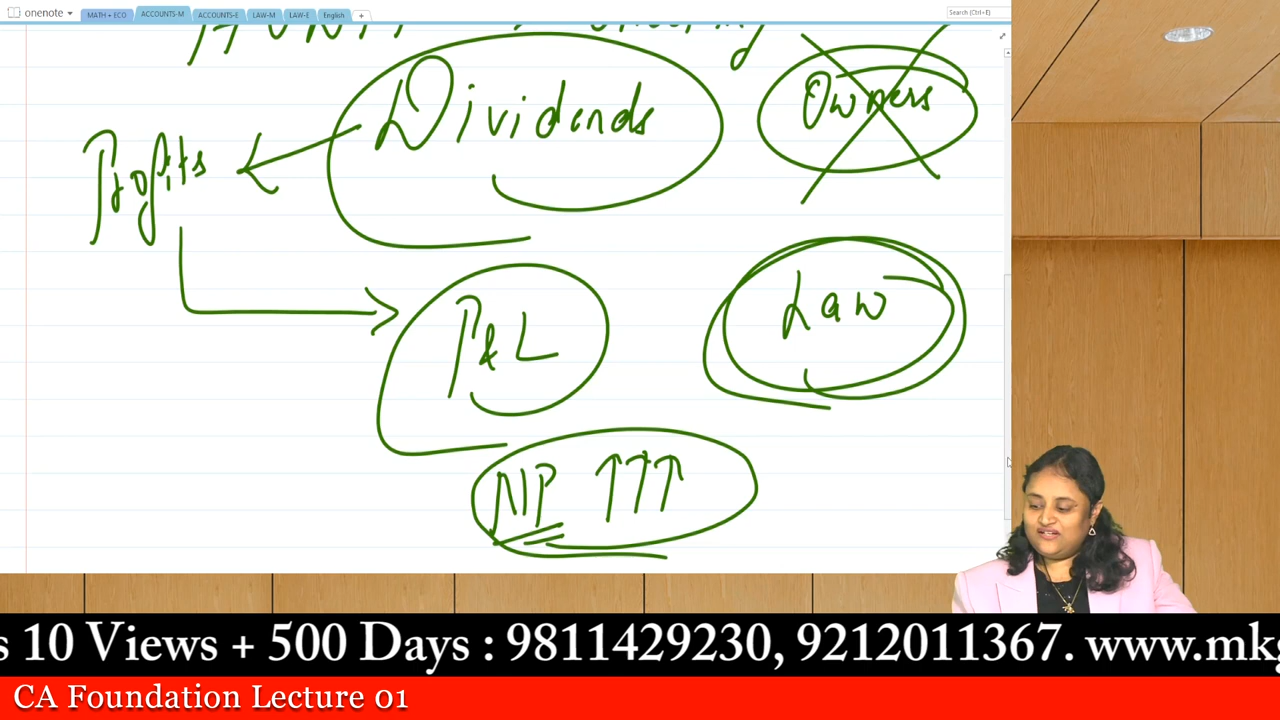 onenote
MATH + ECO ACCOUNTS-M ACCOUNTS-E LAW-M LAW-E English +
Search (Ctrl+E)
Dividends Owners
Profits
P&L Law
NP ↑↑↑
s 10 Views + 500 Days : 9811429230, 9212011367. www.mkg
CA Foundation Lecture 01